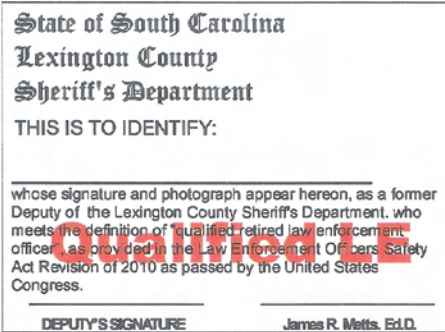 State of South Carolina
Lexington County
Sheriff's Department
THIS IS TO IDENTIFY:
whose signature and photograph appear hereon, as a former
Deputy of the Lexington County Sheriff's Department. who
meets the definition of "qualified retired law enforcement
officer", as provided in the Law Enforcement Officers Safety
Act Revision of 2010 as passed by the United States
Congress.
Qualified LE
DEPUTY'S SIGNATURE James R. Metts, Ed.D.